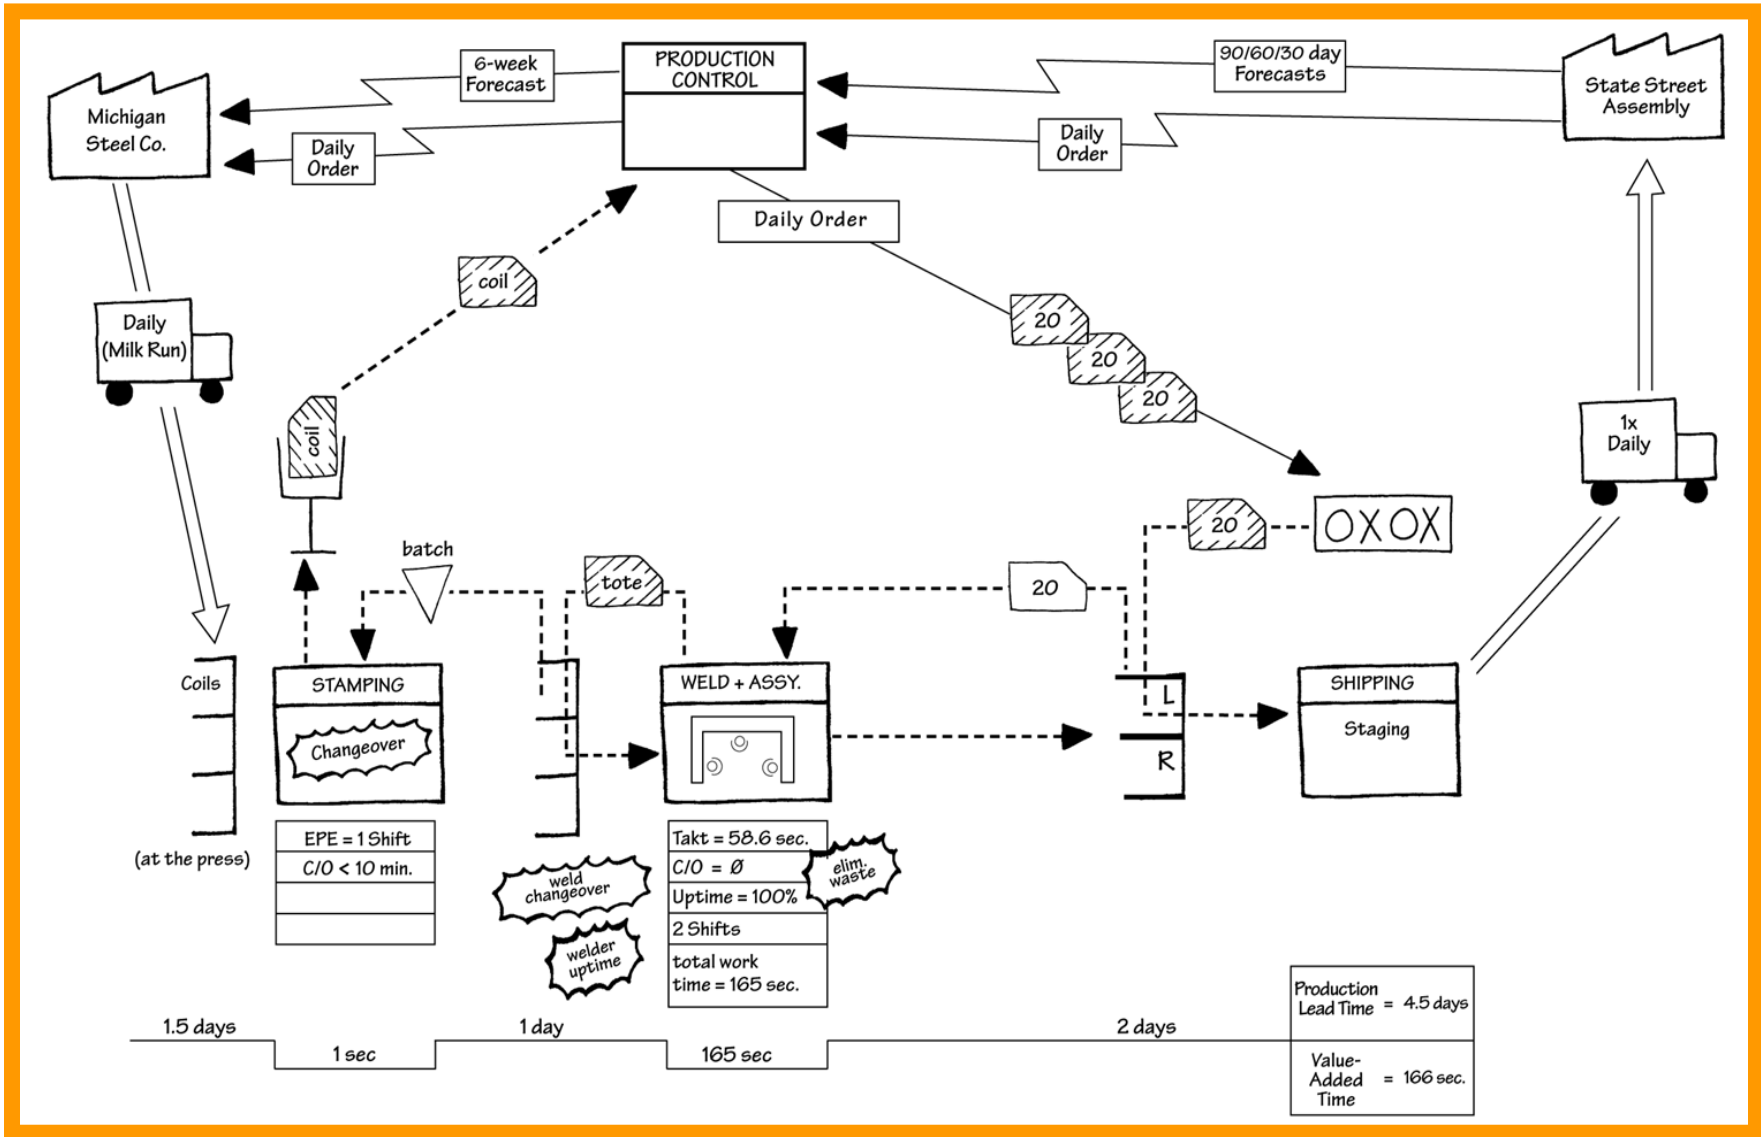 6-week
Forecast
PRODUCTION
CONTROL
90/60/30 day
Forecasts
State Street
Assembly
Michigan
Steel Co.
Daily
Order
Daily
Order
Daily Order
coil
Daily
(Milk Run)
20
20
20
coil
1x
Daily
20
OXOX
batch
tote
20
Coils
STAMPING
Changeover
WELD + ASSY.
L
R
SHIPPING
Staging
(at the press)
EPE = 1 Shift
C/O < 10 min.
weld
changeover
welder
uptime
Takt = 58.6 sec.
C/O = Ø
Uptime = 100%
2 Shifts
total work
time = 165 sec.
elim.
waste
1.5 days
1 sec
1 day
165 sec
2 days
Production
Lead Time = 4.5 days
Value-
Added = 166 sec.
Time